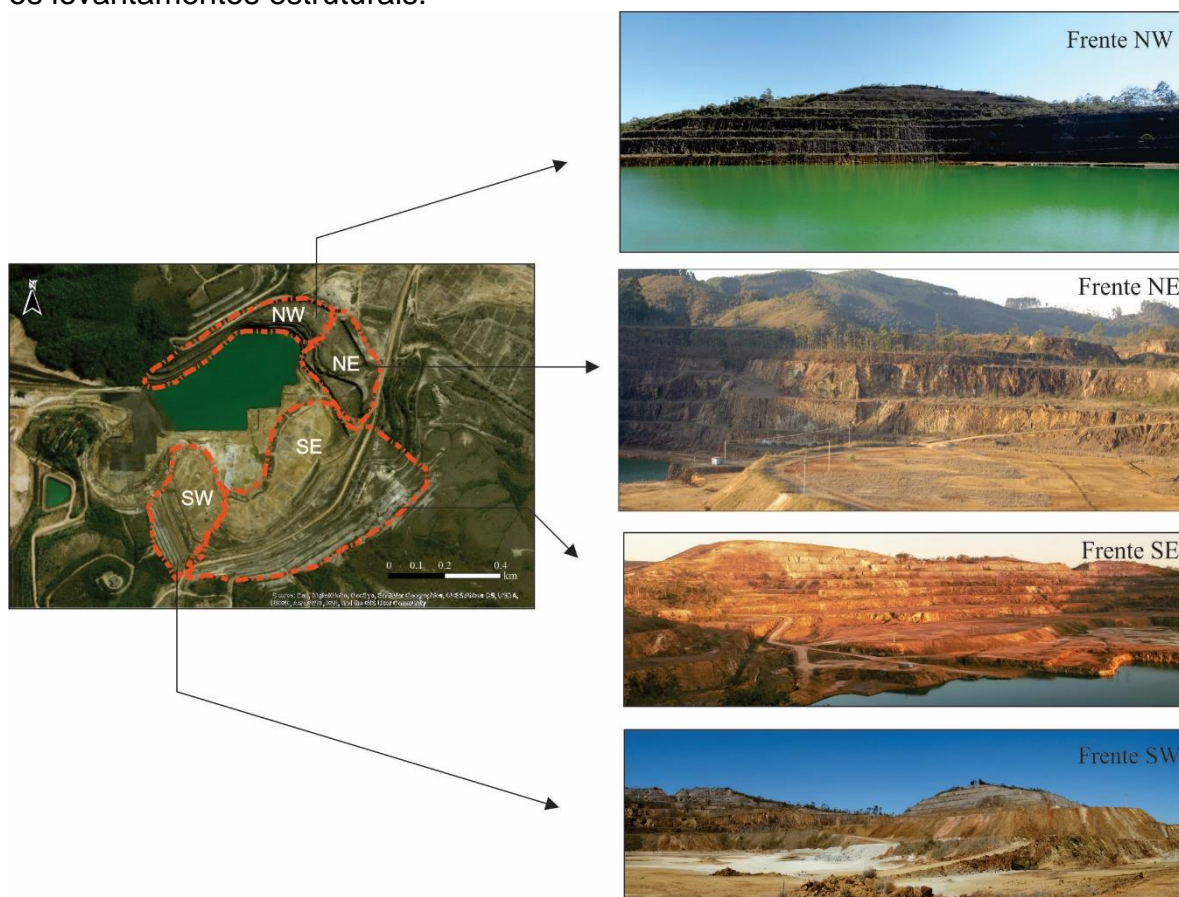 os levantamentos estruturais.
Frente NW
Frente NE
Frente SE
Frente SW
N
NW
NE
SE
SW
0 0.1 0.2 0.4
km